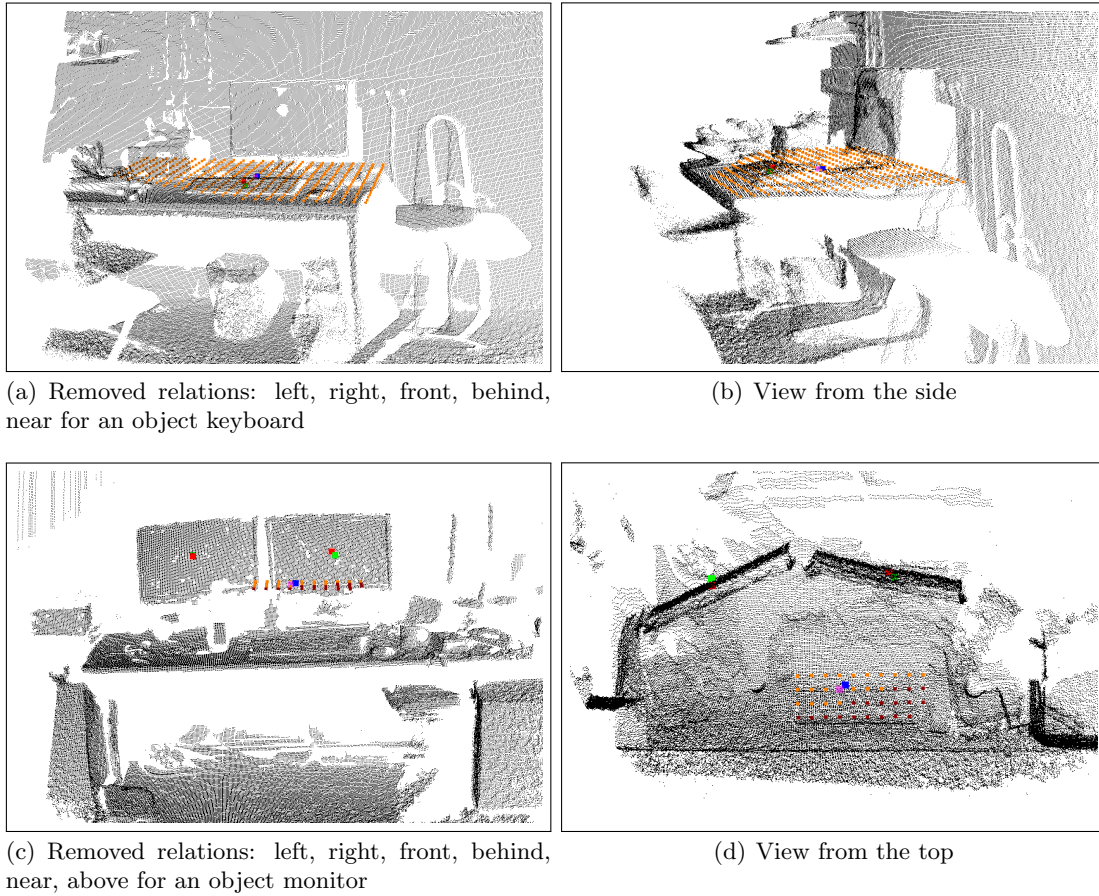 (a) Removed relations: left, right, front, behind,
near for an object keyboard
(b) View from the side
(c) Removed relations: left, right, front, behind,
near, above for an object monitor
(d) View from the top